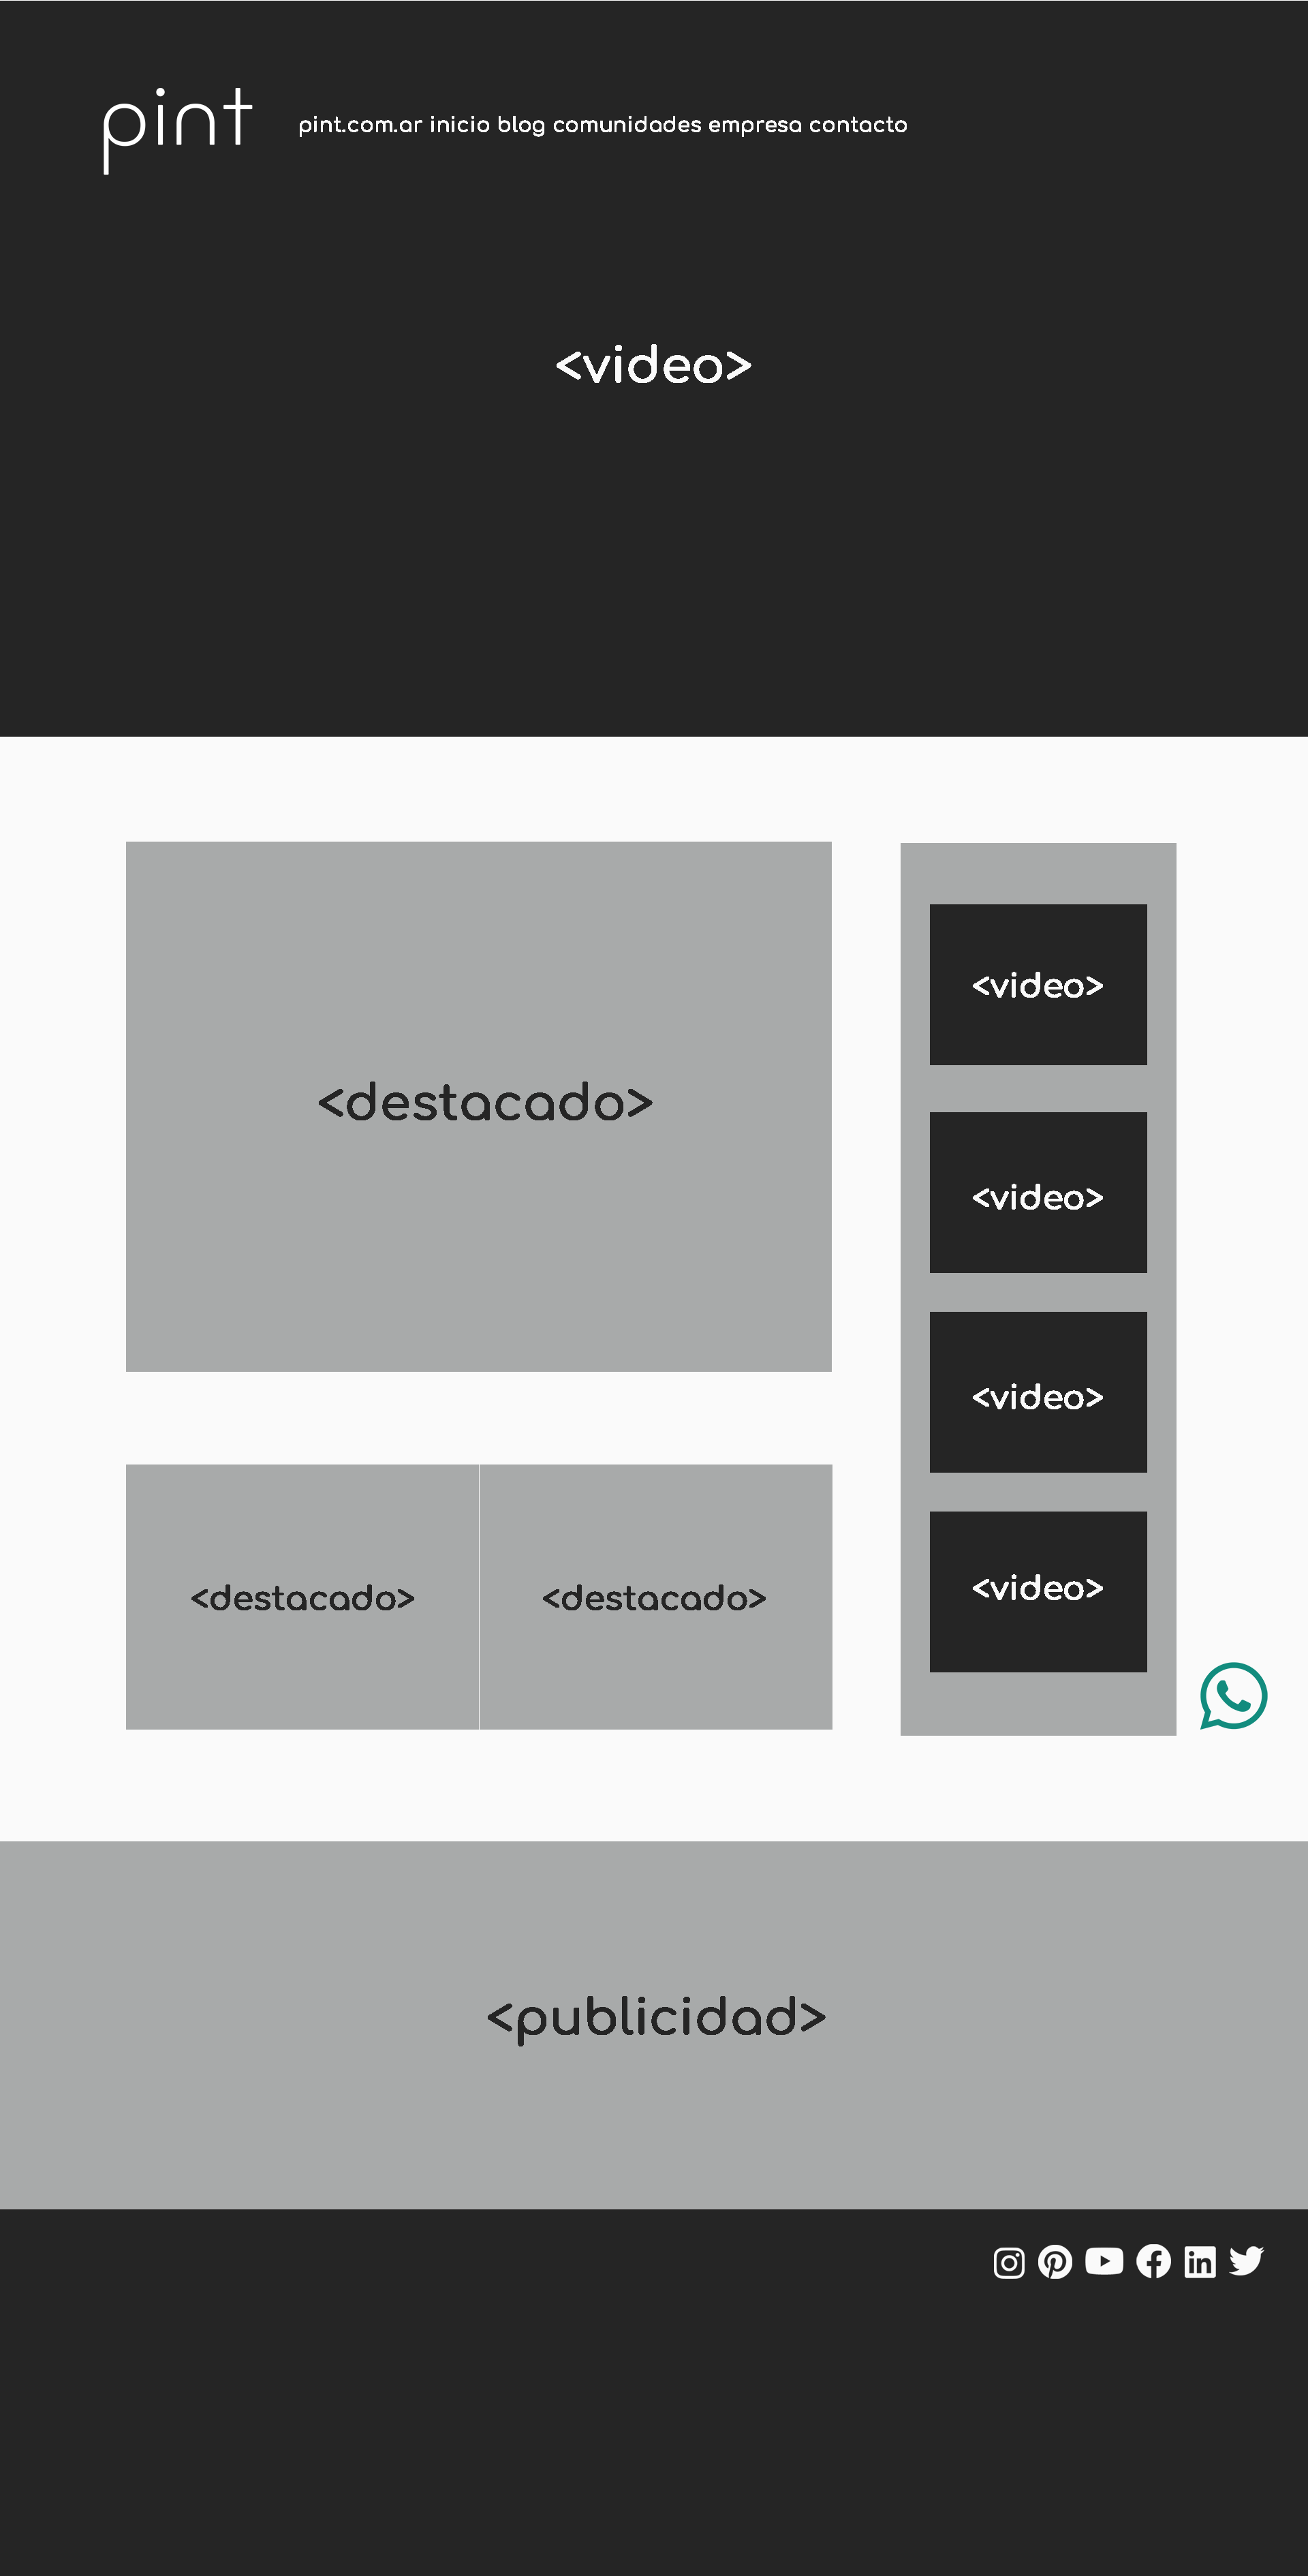 pint
pint.com.ar inicio blog comunidades empresa contacto
<video>
<destacado>
<destacado> <destacado>
<video>
<video>
<video>
<video>
<publicidad>